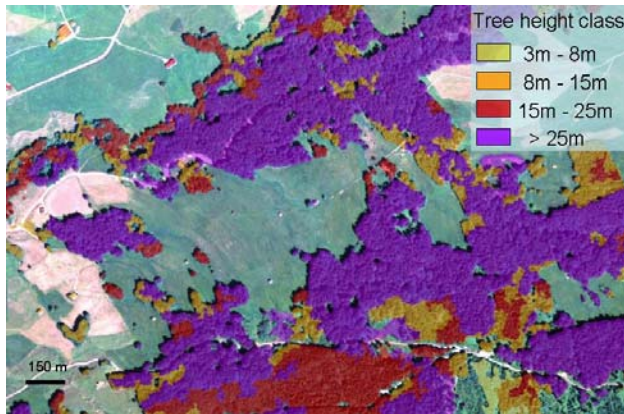 Tree height class
3m - 8m
8m - 15m
15m - 25m
> 25m
150 m